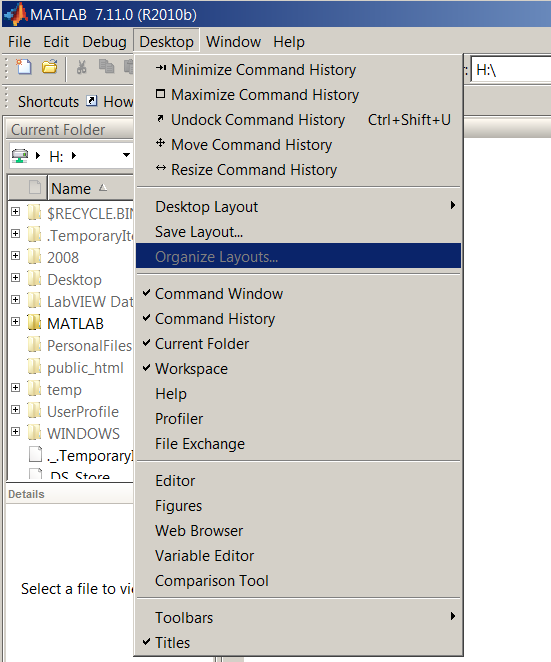 MATLAB 7.11.0 (R2010b)
File Edit Debug Desktop Window Help
H:\
Shortcuts How
Current Folder
H:
Name
$RECYCLE.BIN
.TemporaryIte
2008
Desktop
LabVIEW Dat
MATLAB
PersonalFiles
public_html
temp
UserProfile
WINDOWS
._.TemporaryI
.DS_Store
Details
Select a file to vie
Minimize Command History
Maximize Command History
Undock Command History Ctrl+Shift+U
Move Command History
Resize Command History
Desktop Layout
Save Layout...
Organize Layouts...
Command Window
Command History
Current Folder
Workspace
Help
Profiler
File Exchange
Editor
Figures
Web Browser
Variable Editor
Comparison Tool
Toolbars
Titles